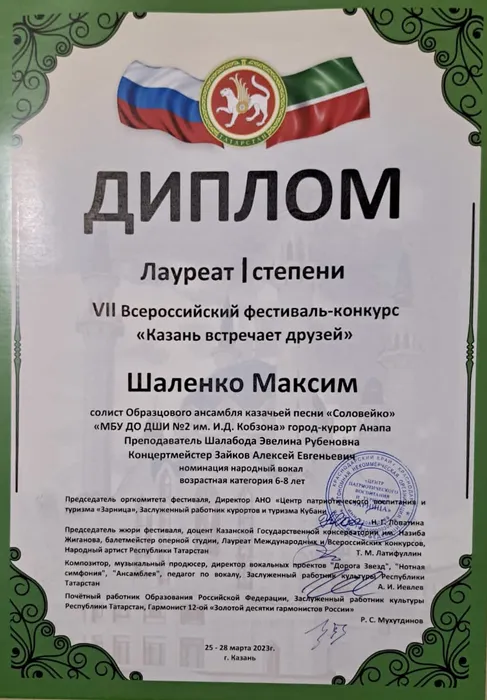 ТАТАРСТАН
ДИПЛОМ
Лауреат I степени
VII Всероссийский фестиваль-конкурс
«Казань встречает друзей»
Шаленко Максим
солист Образцового ансамбля казачьей песни «Соловейко»
«МБУ ДО ДШИ №2 им. И.Д. Кобзона» город-курорт Анапа
Преподаватель Шалабода Эвелина Рубеновна
Концертмейстер Зайков Алексей Евгеньевич
номинация народный вокал
возрастная категория 6-8 лет
Председатель оргкомитета фестиваля, Директор АНО «Центр патриотического воспитания и
туризма «Зарница», Заслуженный работник курортов и туризма Кубани
Н. Г. Ловагина
Председатель жюри фестиваля, доцент Казанской Государственной консерватории им. Назиба
Жиганова, балетмейстер оперной студии, Лауреат Международных и Всероссийских конкурсов,
Народный артист Республики Татарстан
Т. М. Латифуллин
Композитор, музыкальный продюсер, директор вокальных проектов "Дорога Звезд", "Нотная
симфония", "Ансамблея", педагог по вокалу, Заслуженный работник культуры Республики
Татарстан
А. И. Иевлев
Почётный работник Образования Российской Федерации, Заслуженный работник культуры
Республики Татарстан, Гармонист 12-ой «Золотой десятки гармонистов России»
Р. С. Мухутдинов
25 - 28 марта 2023г.
г. Казань